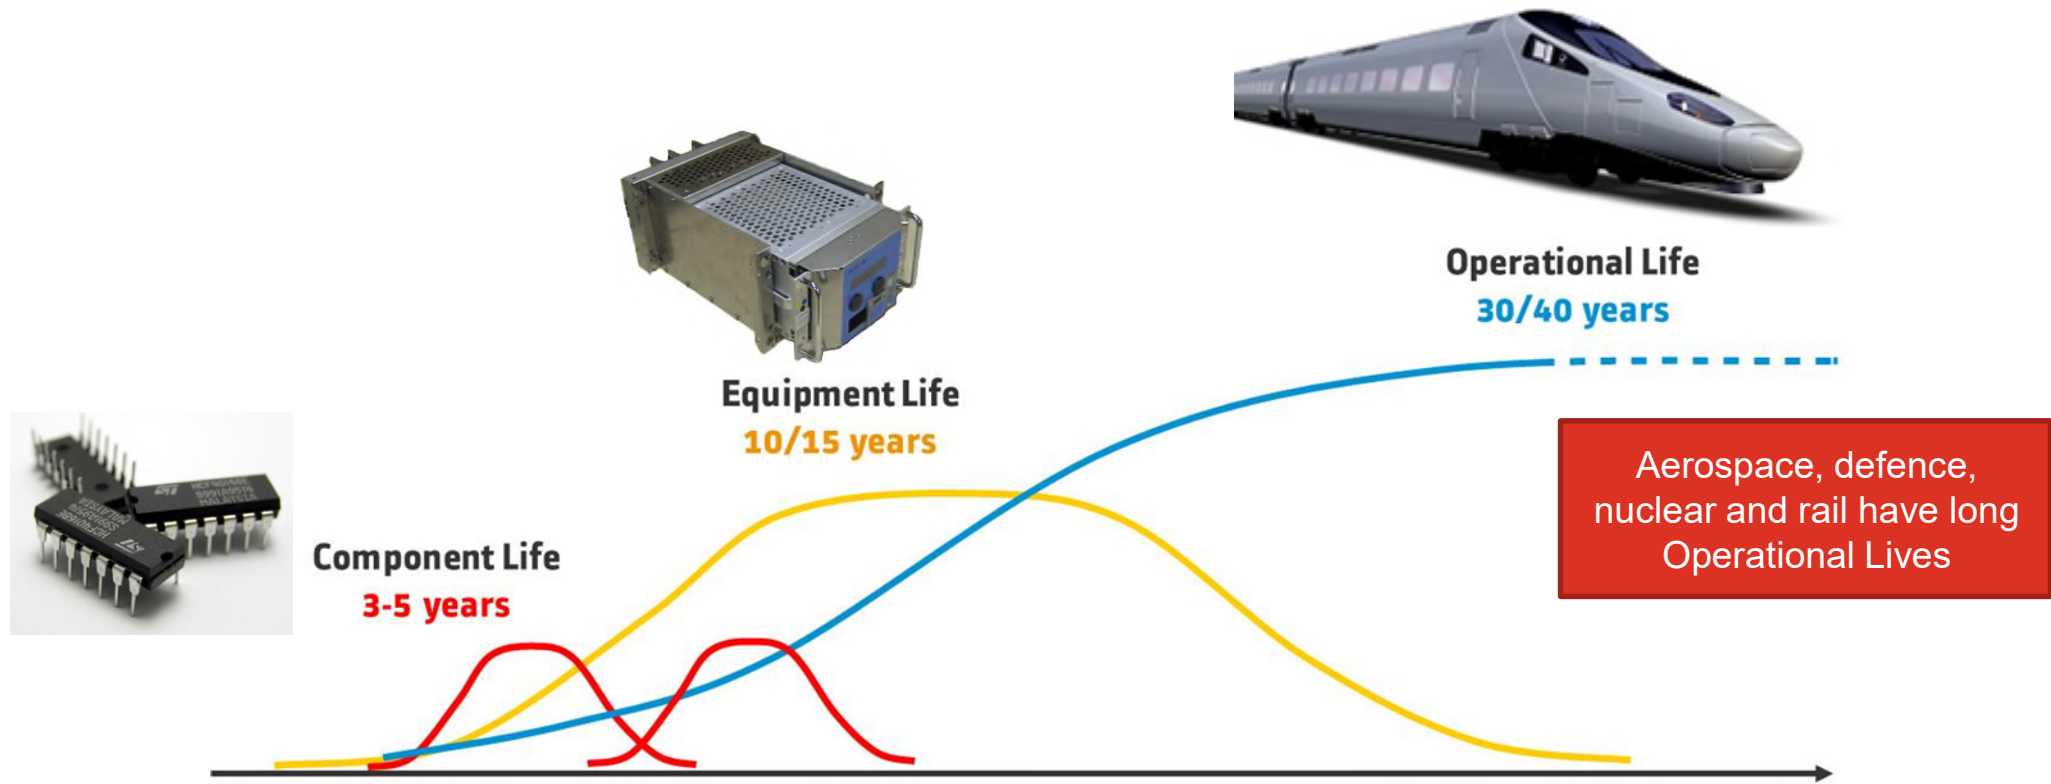 Operational Life
30/40 years
Equipment Life
10/15 years
Component Life
3-5 years
Aerospace, defence,
nuclear and rail have long
Operational Lives
MALAYSIA